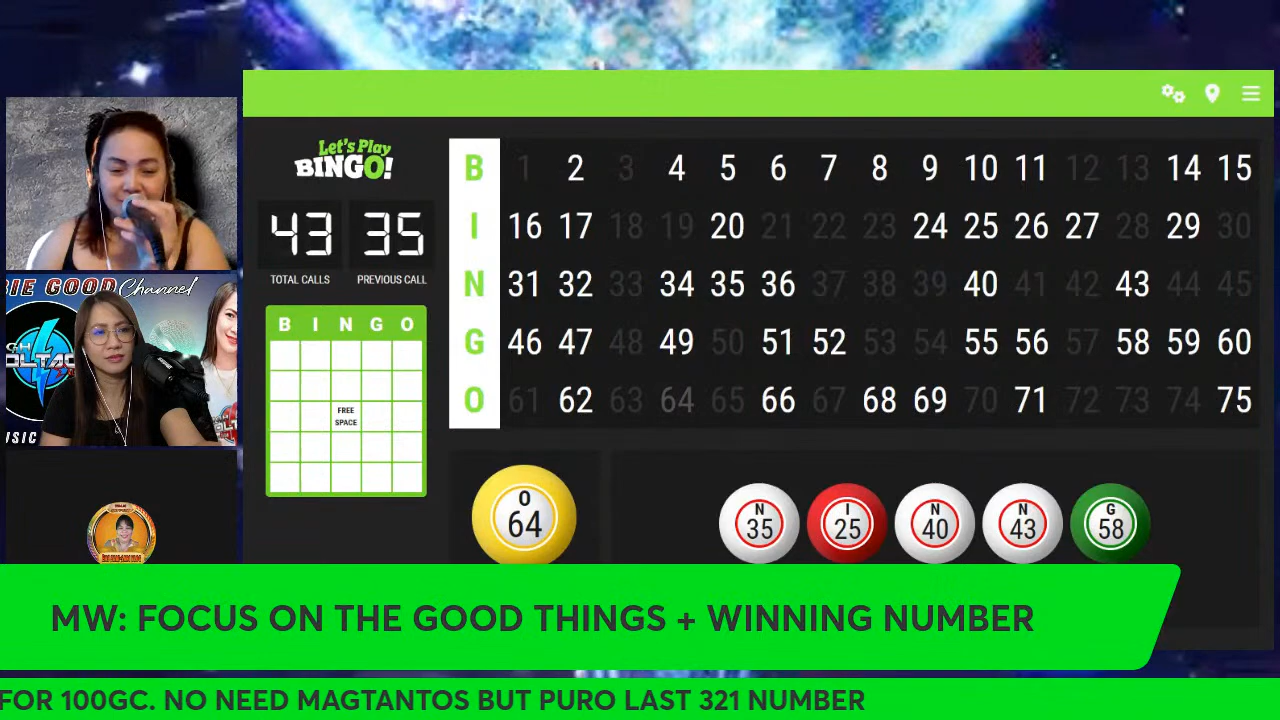 Let's Play
BINGO!
43 35
TOTAL CALLS PREVIOUS CALL
B I N G O
FREE
SPACE
B 1 2 3 4 5 6 7 8 9 10 11 12 13 14 15
I 16 17 18 19 20 21 22 23 24 25 26 27 28 29 30
N 31 32 33 34 35 36 37 38 39 40 41 42 43 44 45
G 46 47 48 49 50 51 52 53 54 55 56 57 58 59 60
O 61 62 63 64 65 66 67 68 69 70 71 72 73 74 75
O
64
N
35
I
25
N
40
N
43
G
58
IE GOOD Channel
GH
OLTAG
USIC
MW: FOCUS ON THE GOOD THINGS + WINNING NUMBER
FOR 100GC. NO NEED MAGTANTOS BUT PURO LAST 321 NUMBER